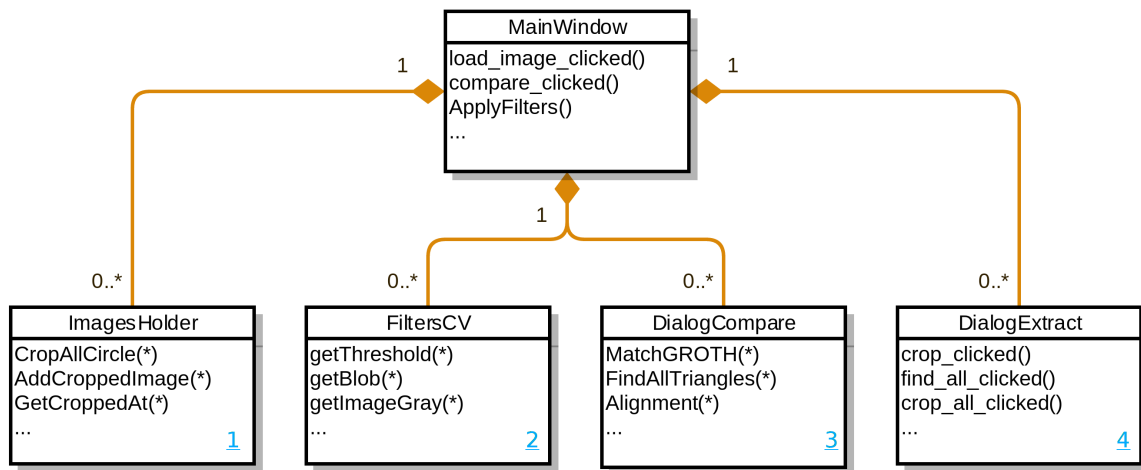 MainWindow
load_image_clicked()
compare_clicked()
ApplyFilters()
...
1
1
1
0..*
0..*
0..*
0..*
ImagesHolder
CropAllCircle(*)
AddCroppedImage(*)
GetCroppedAt(*)
...
1
FiltersCV
getThreshold(*)
getBlob(*)
getImageGray(*)
...
2
DialogCompare
MatchGROTH(*)
FindAllTriangles(*)
Alignment(*)
...
3
DialogExtract
crop_clicked()
find_all_clicked()
crop_all_clicked()
...
4